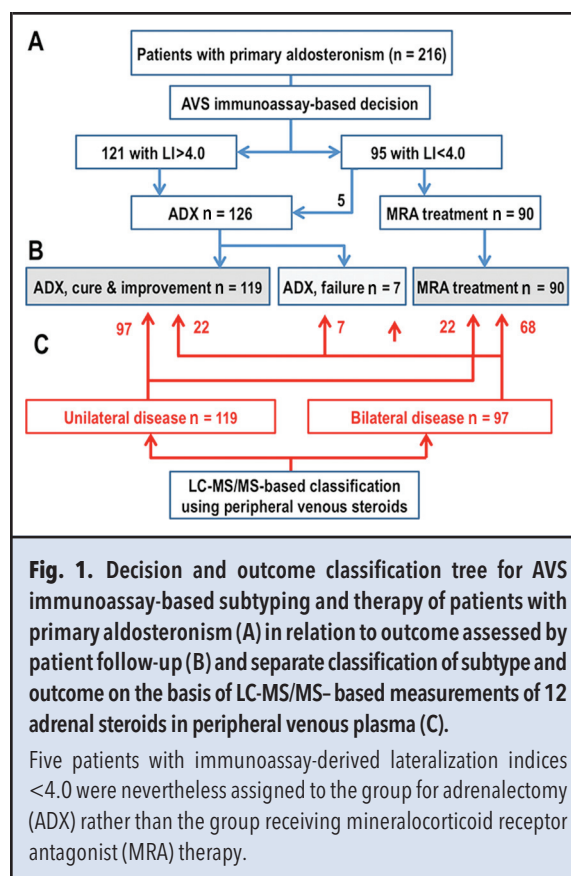 A
Patients with primary aldosteronism (n = 216)
AVS immunoassay-based decision
121 with LI>4.0
95 with LI<4.0
5
ADX n = 126
MRA treatment n = 90
B
ADX, cure & improvement n = 119
ADX, failure n = 7
MRA treatment n = 90
97
22
7
22
68
C
Unilateral disease n = 119
Bilateral disease n = 97
LC-MS/MS-based classification
using peripheral venous steroids
Fig. 1. Decision and outcome classification tree for AVS
immunoassay-based subtyping and therapy of patients with
primary aldosteronism (A) in relation to outcome assessed by
patient follow-up (B) and separate classification of subtype and
outcome on the basis of LC-MS/MS– based measurements of 12
adrenal steroids in peripheral venous plasma (C).
Five patients with immunoassay-derived lateralization indices
<4.0 were nevertheless assigned to the group for adrenalectomy
(ADX) rather than the group receiving mineralocorticoid receptor
antagonist (MRA) therapy.